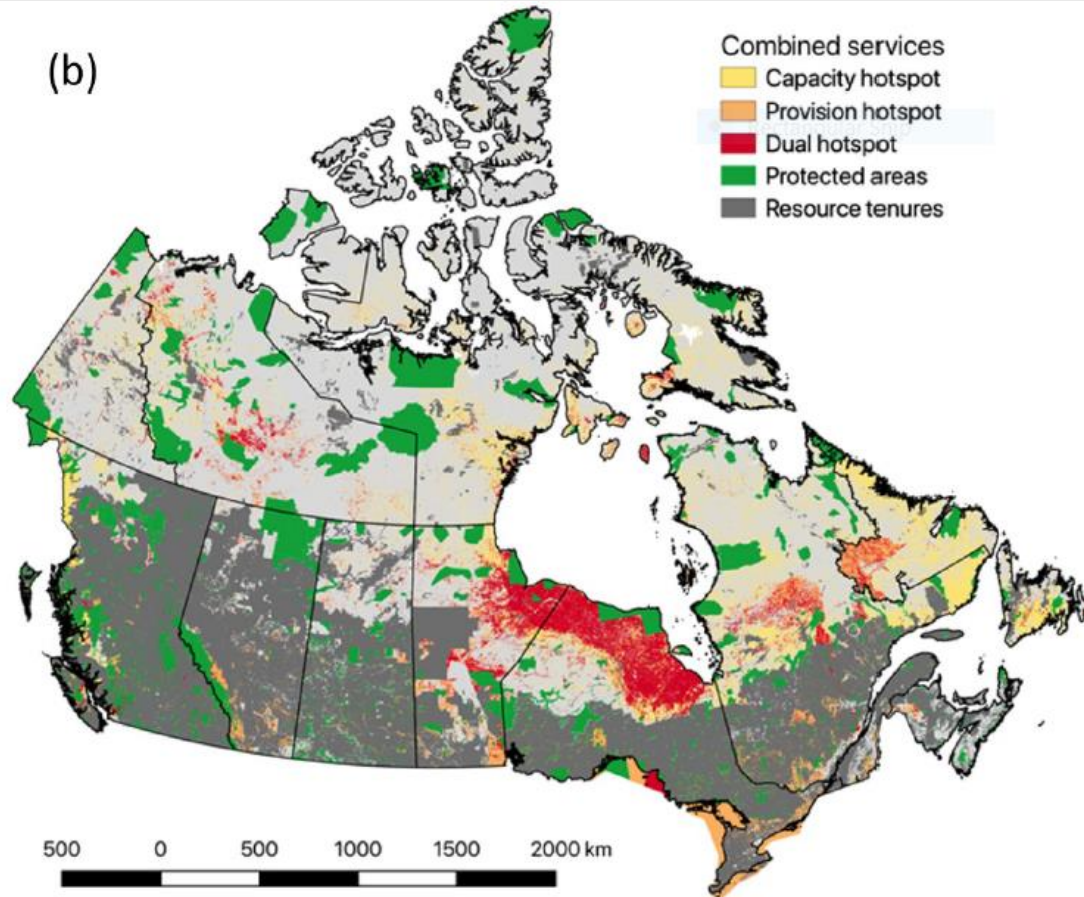 (b)
Combined services
Capacity hotspot
Provision hotspot
Dual hotspot
Protected areas
Resource tenures
500 0 500 1000 1500 2000 km